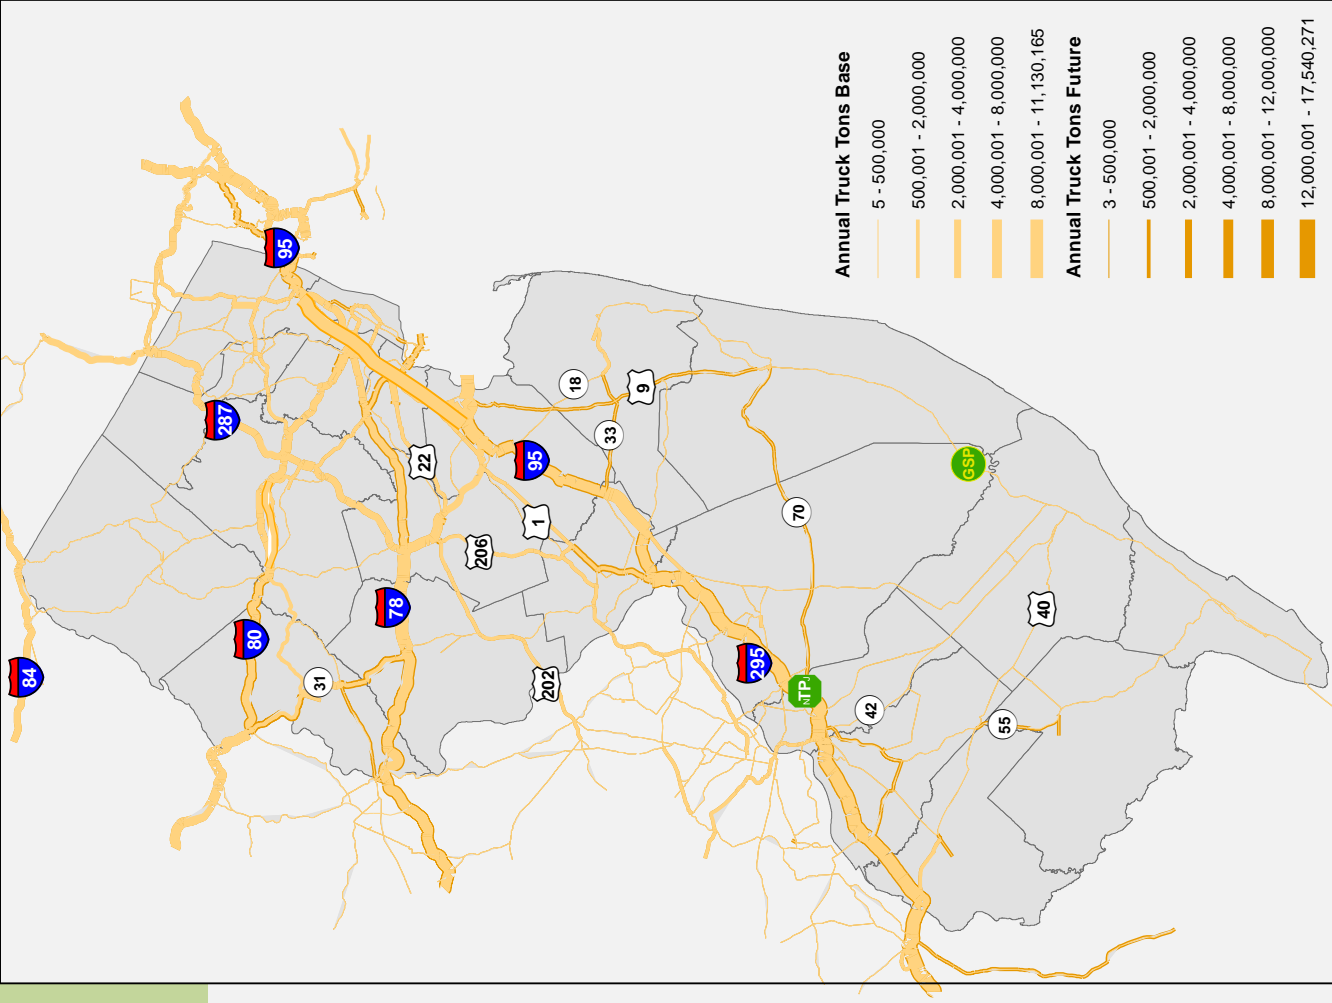 Annual Truck Tons Base
5 - 500,000
500,001 - 2,000,000
2,000,001 - 4,000,000
4,000,001 - 8,000,000
8,000,001 - 11,130,165
Annual Truck Tons Future
3 - 500,000
500,001 - 2,000,000
2,000,001 - 4,000,000
4,000,001 - 8,000,000
8,000,001 - 12,000,000
12,000,001 - 17,540,271
84
80
31
287
95
78
22
206
202
1
95
18
33
9
295
NTPJ
70
42
GSP
55
40